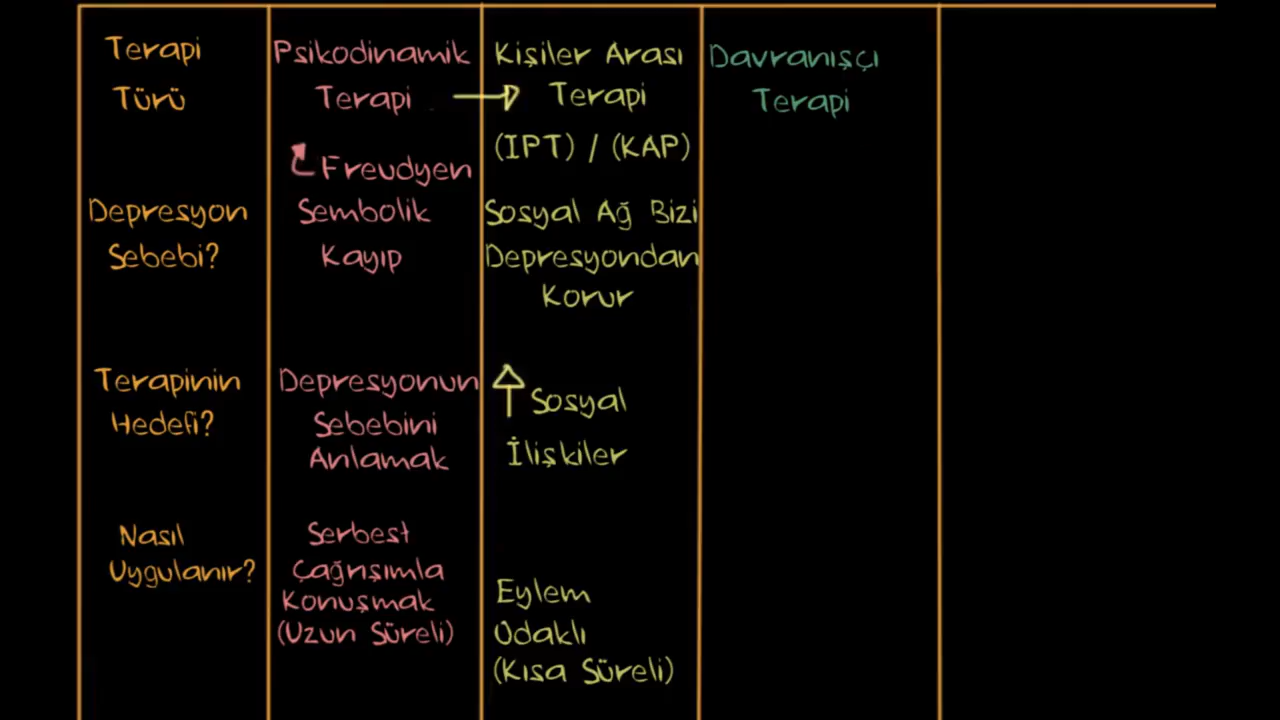 Terapi
Türü
Psikodinamik
Terapi
Freudyen
Kişiler Arası
Terapi
(IPT) / (KAP)
Davranışçı
Terapi
Depresyon
Sebebi?
Sembolik
Kayıp
Sosyal Ağ Bizi
Depresyondan
Korur
Terapinin
Hedefi?
Depresyonun
Sebebini
Anlamak
Sosyal
İlişkiler
Nasıl
Uygulanır?
Serbest
Çağrışımla
Konuşmak
(Uzun Süreli)
Eylem
Odaklı
(Kısa Süreli)